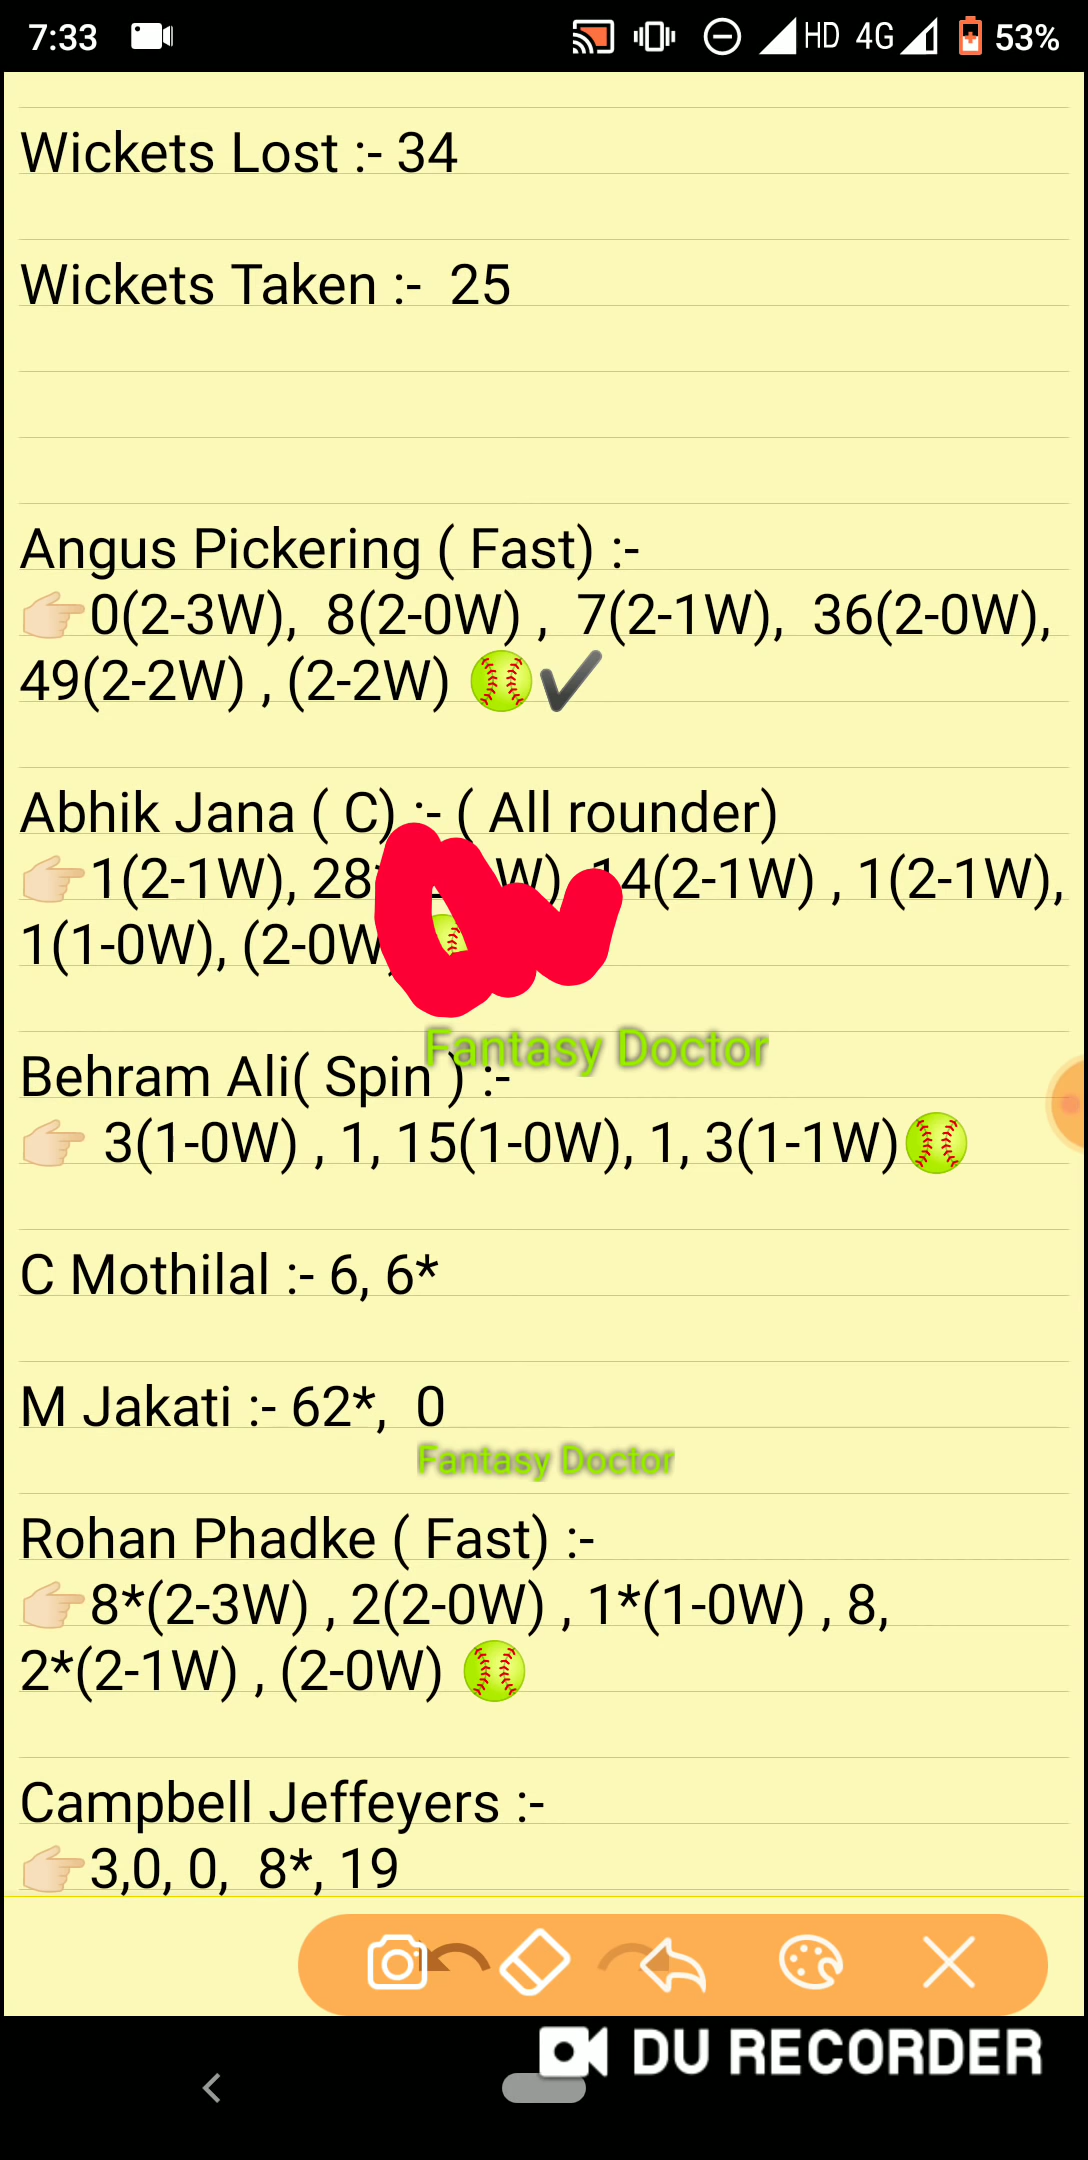 7:33 HD 4G 53%
Wickets Lost :- 34
Wickets Taken :- 25
Angus Pickering ( Fast) :-
👉🏻0(2-3W), 8(2-0W) , 7(2-1W), 36(2-0W),
49(2-2W) , (2-2W) 🥎✔
Abhik Jana ( C) :- ( All rounder)
👉🏻1(2-1W), 28 W) 14(2-1W) , 1(2-1W),
1(1-0W), (2-0W) 🥎
Fantasy Doctor
Behram Ali( Spin ) :-
👉🏻 3(1-0W) , 1, 15(1-0W), 1, 3(1-1W)🥎
C Mothilal :- 6, 6*
M Jakati :- 62*, 0
Fantasy Doctor
Rohan Phadke ( Fast) :-
👉🏻8*(2-3W) , 2(2-0W) , 1*(1-0W) , 8,
2*(2-1W) , (2-0W) 🥎
Campbell Jeffeyers :-
👉🏻3,0, 0, 8*, 19
DU RECORDER